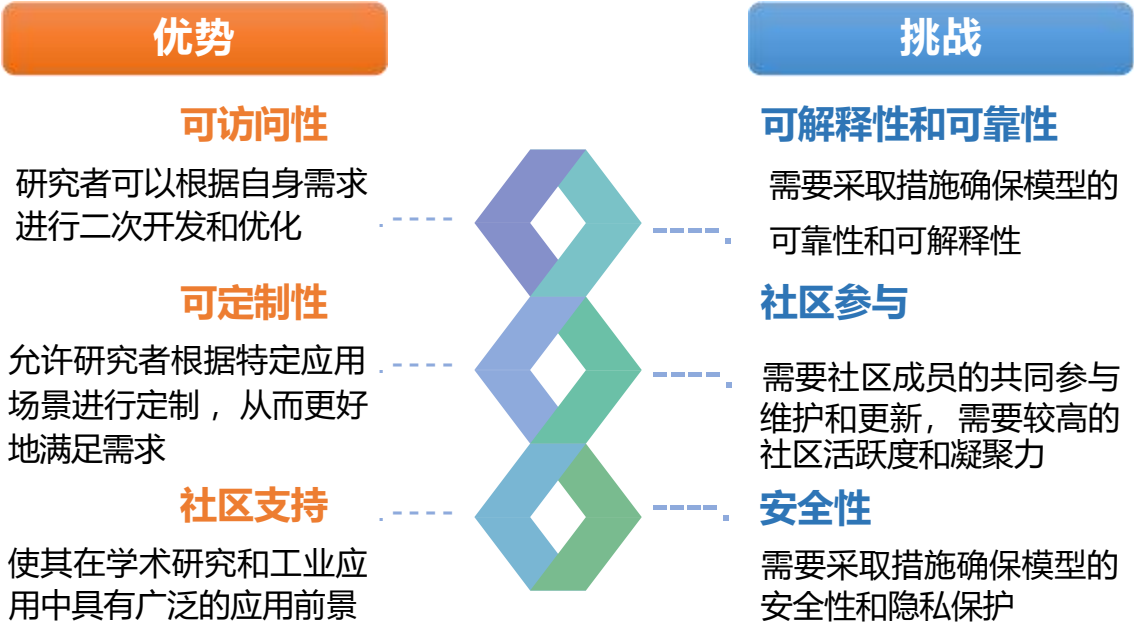 优势
可访问性
研究者可以根据自身需求
进行二次开发和优化
可定制性
允许研究者根据特定应用
场景进行定制，从而更好
地满足需求
社区支持
使其在学术研究和工业应
用中具有广泛的应用前景
挑战
可解释性和可靠性
需要采取措施确保模型的
可靠性和可解释性
社区参与
需要社区成员的共同参与
维护和更新，需要较高的
社区活跃度和凝聚力
安全性
需要采取措施确保模型的
安全性和隐私保护